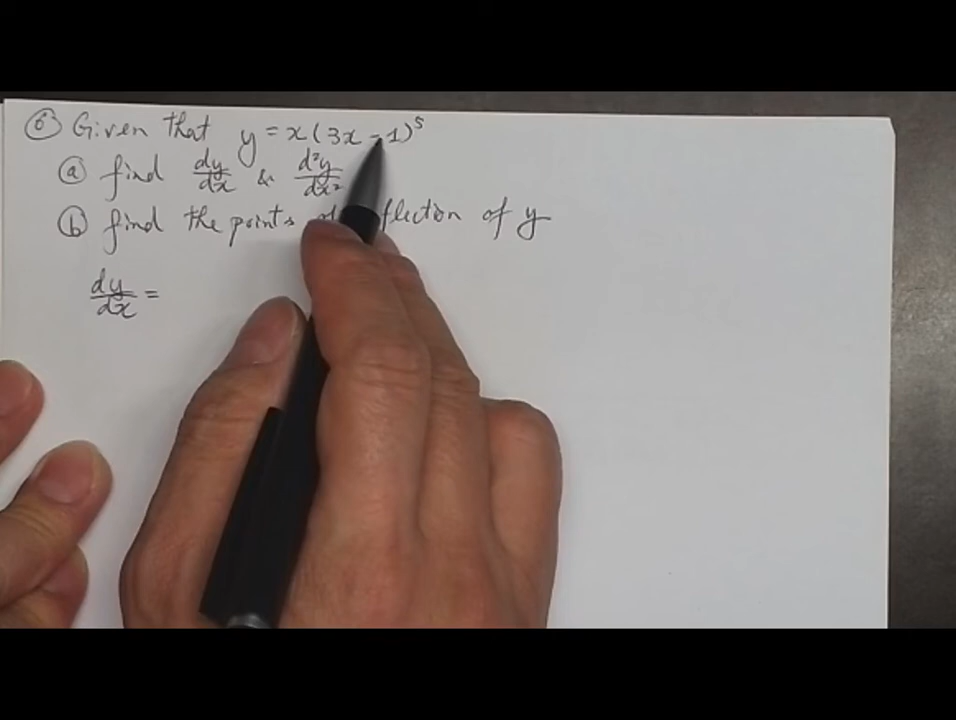 ⑥ Given that y = x(3x-1)⁵
ⓐ find dy/dx & d²y/dx²
ⓑ find the points flection of y
dy/dx =